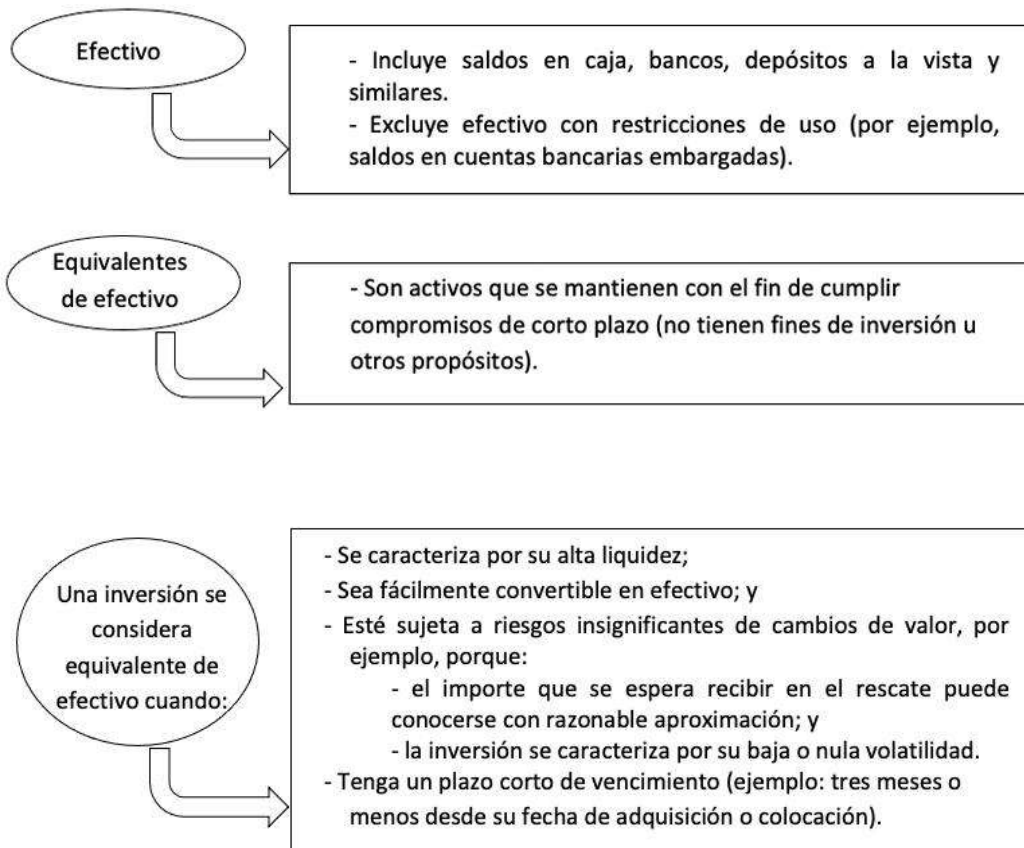 Efectivo
- Incluye saldos en caja, bancos, depósitos a la vista y
similares.
- Excluye efectivo con restricciones de uso (por ejemplo,
saldos en cuentas bancarias embargadas).
Equivalentes
de efectivo
- Son activos que se mantienen con el fin de cumplir
compromisos de corto plazo (no tienen fines de inversión u
otros propósitos).
Una inversión se
considera
equivalente de
efectivo cuando:
- Se caracteriza por su alta liquidez;
- Sea fácilmente convertible en efectivo; y
- Esté sujeta a riesgos insignificantes de cambios de valor, por
ejemplo, porque:
- el importe que se espera recibir en el rescate puede
conocerse con razonable aproximación; y
- la inversión se caracteriza por su baja o nula volatilidad.
- Tenga un plazo corto de vencimiento (ejemplo: tres meses o
menos desde su fecha de adquisición o colocación).